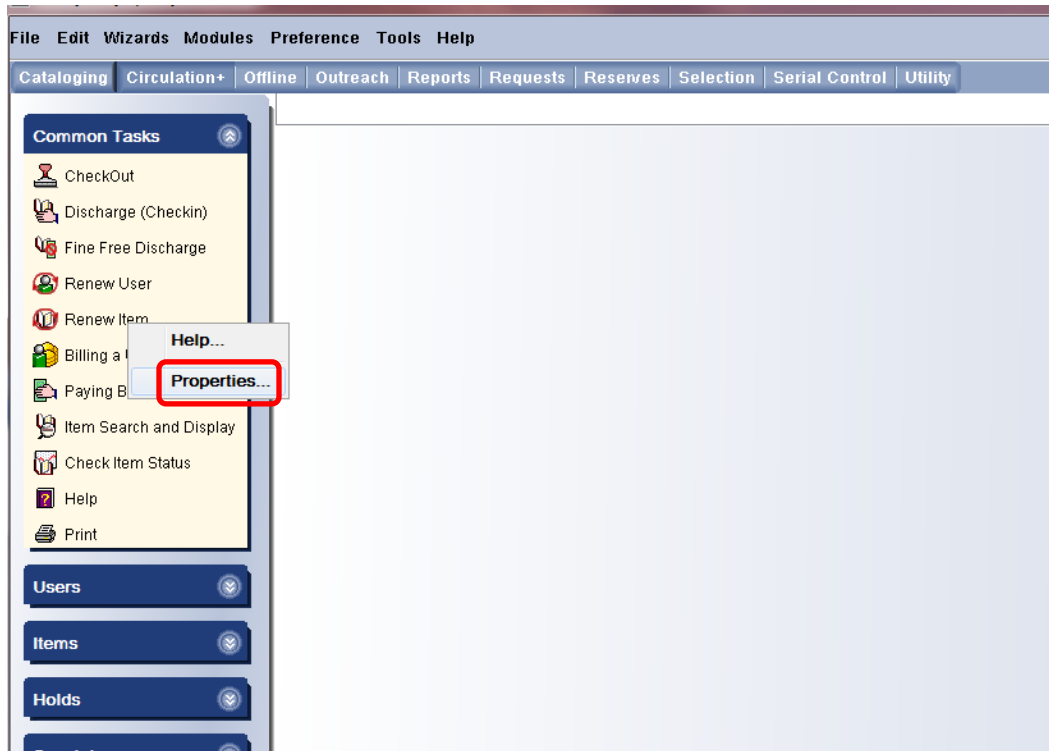 File Edit Wizards Modules Preference Tools Help
Cataloging Circulation+ Offline Outreach Reports Requests Reserves Selection Serial Control Utility
Common Tasks
CheckOut
Discharge (Checkin)
Fine Free Discharge
Renew User
Renew Item
Help...
Billing a
Properties...
Paying B
Item Search and Display
Check Item Status
Help
Print
Users
Items
Holds